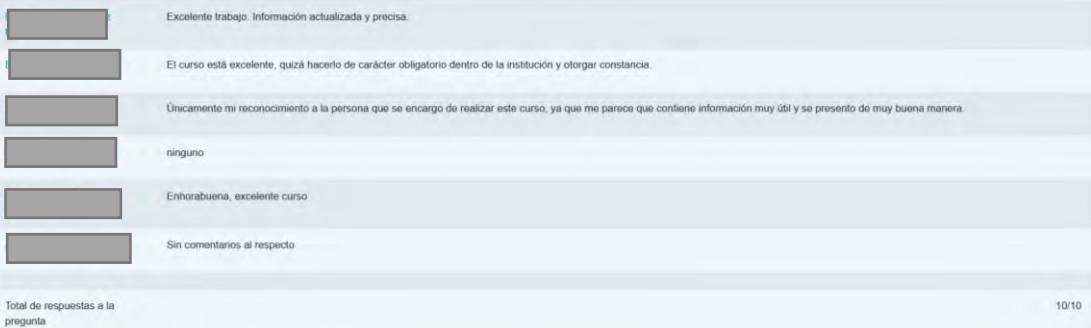 Excelente trabajo. Información actualizada y precisa.
El curso está excelente, quizá hacerlo de carácter obligatorio dentro de la institución y otorgar constancia.
Únicamente mi reconocimiento a la persona que se encargo de realizar este curso, ya que me parece que contiene información muy útil y se presento de muy buena manera.
ninguno
Enhorabuena, excelente curso
Sin comentarios al respecto
Total de respuestas a la
pregunta
10/10